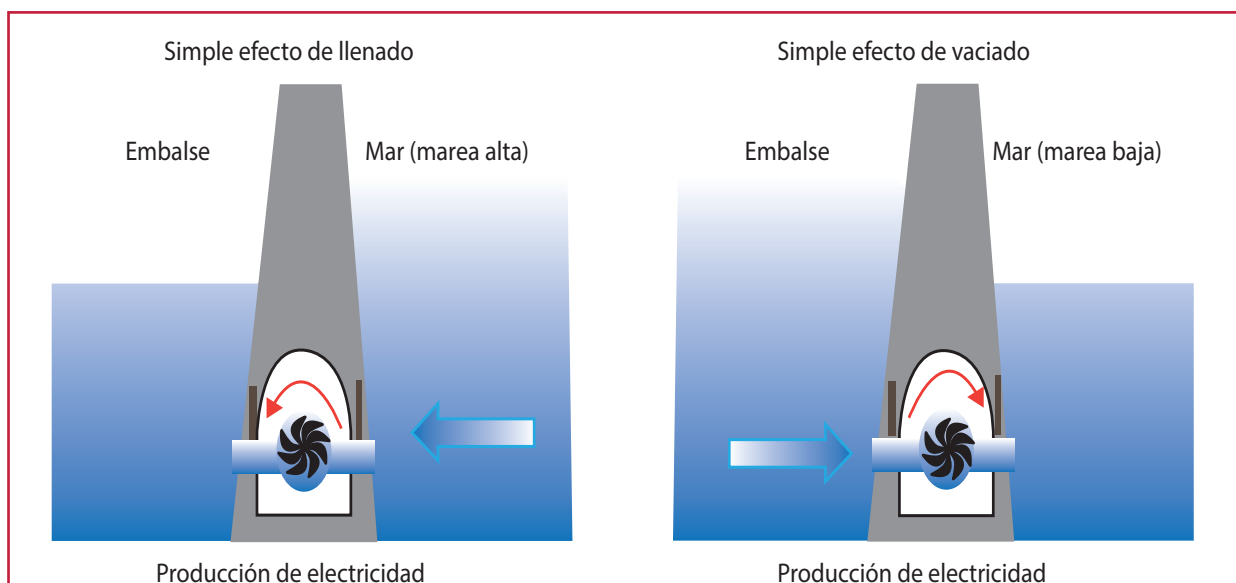 Simple efecto de llenado
Embalse
Mar (marea alta)
Producción de electricidad
Simple efecto de vaciado
Embalse
Mar (marea baja)
Producción de electricidad